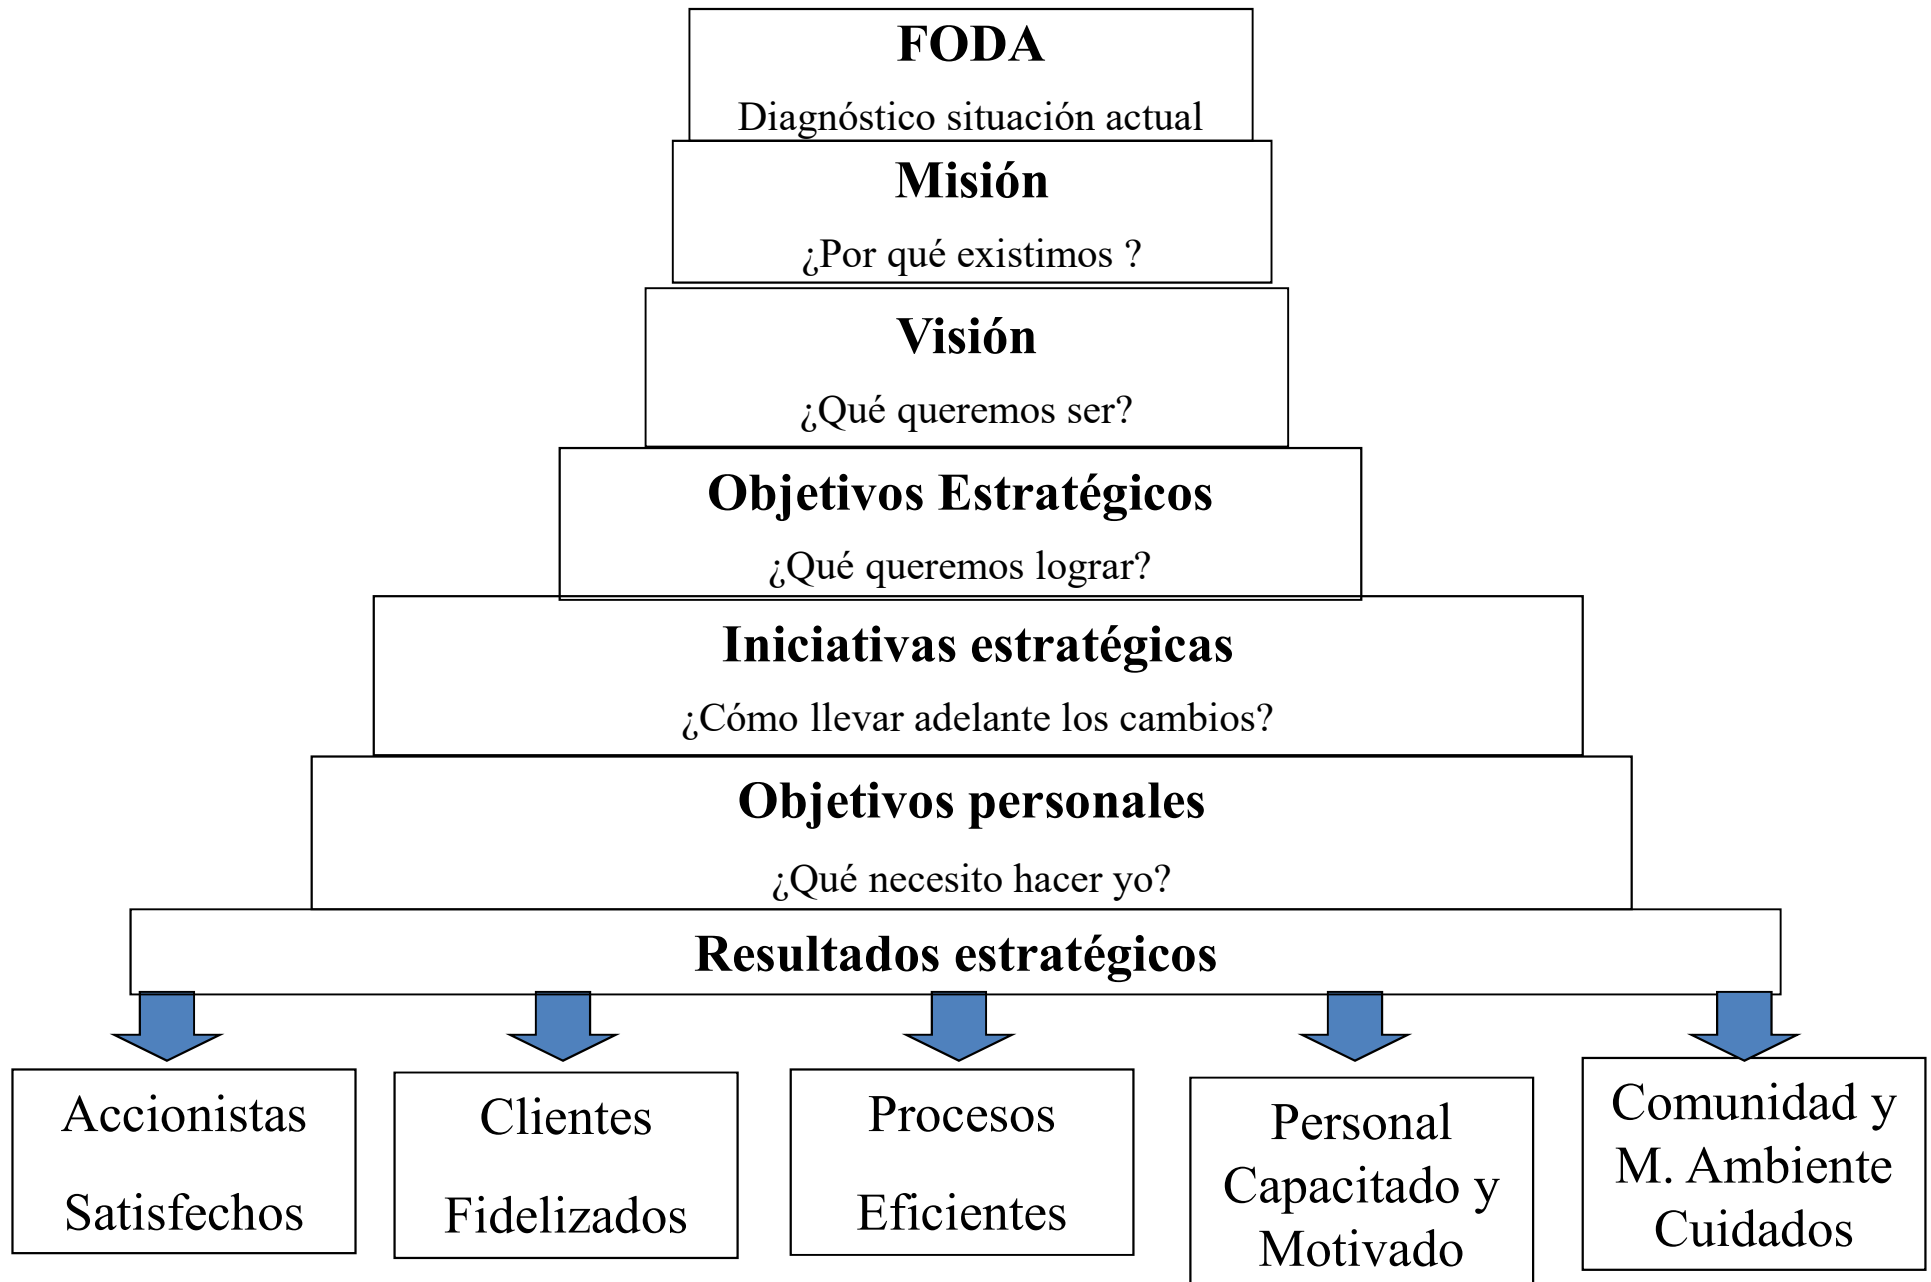 FODA
Diagnóstico situación actual
Misión
¿Por qué existimos ?
Visión
¿Qué queremos ser?
Objetivos Estratégicos
¿Qué queremos lograr?
Iniciativas estratégicas
¿Cómo llevar adelante los cambios?
Objetivos personales
¿Qué necesito hacer yo?
Resultados estratégicos
Accionistas
Satisfechos
Clientes
Fidelizados
Procesos
Eficientes
Personal
Capacitado y
Motivado
Comunidad y
M. Ambiente
Cuidados